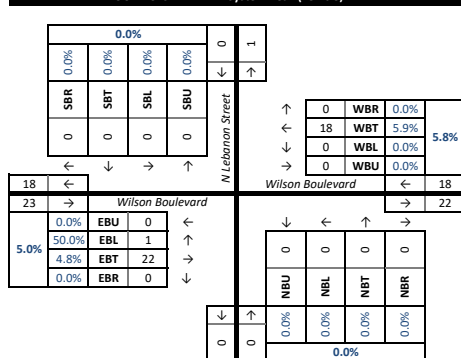 0.0%
0.0% 0.0% 0.0% 0.0%
SBR SBT SBL SBU
0 0 0 0
← ↓ → ↑
0 1
↓ ↑
N Lebanon Street
↑ 0 WBR 0.0%
← 18 WBT 5.9%
↓ 0 WBL 0.0%
→ 0 WBU 0.0%
5.8%
18 ←
Wilson Boulevard ← 18
23 → Wilson Boulevard
→ 22
5.0%
0.0% EBU 0 ←
50.0% EBL 1 ↑
4.8% EBT 22 →
0.0% EBR 0 ↓
↓ ← ↑ →
0 0 0 0
NBU NBL NBT NBR
0.0% 0.0% 0.0% 0.0%
0.0%
↓ ↑
0 0